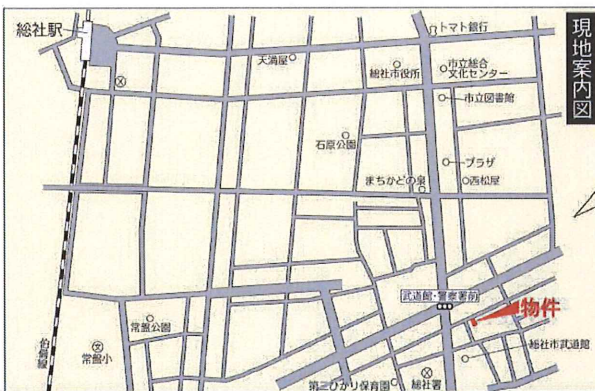 現地案内図
総社駅
トマト銀行
天満屋
総社市役所
市立総合
文化センター
市立図書館
石原公園
プラザ
まちかどの泉
西松屋
武道館・警察署前
物件
常盤公園
総社市武道館
文
常盤小
伯備線
第二ひかり保育園
総社署